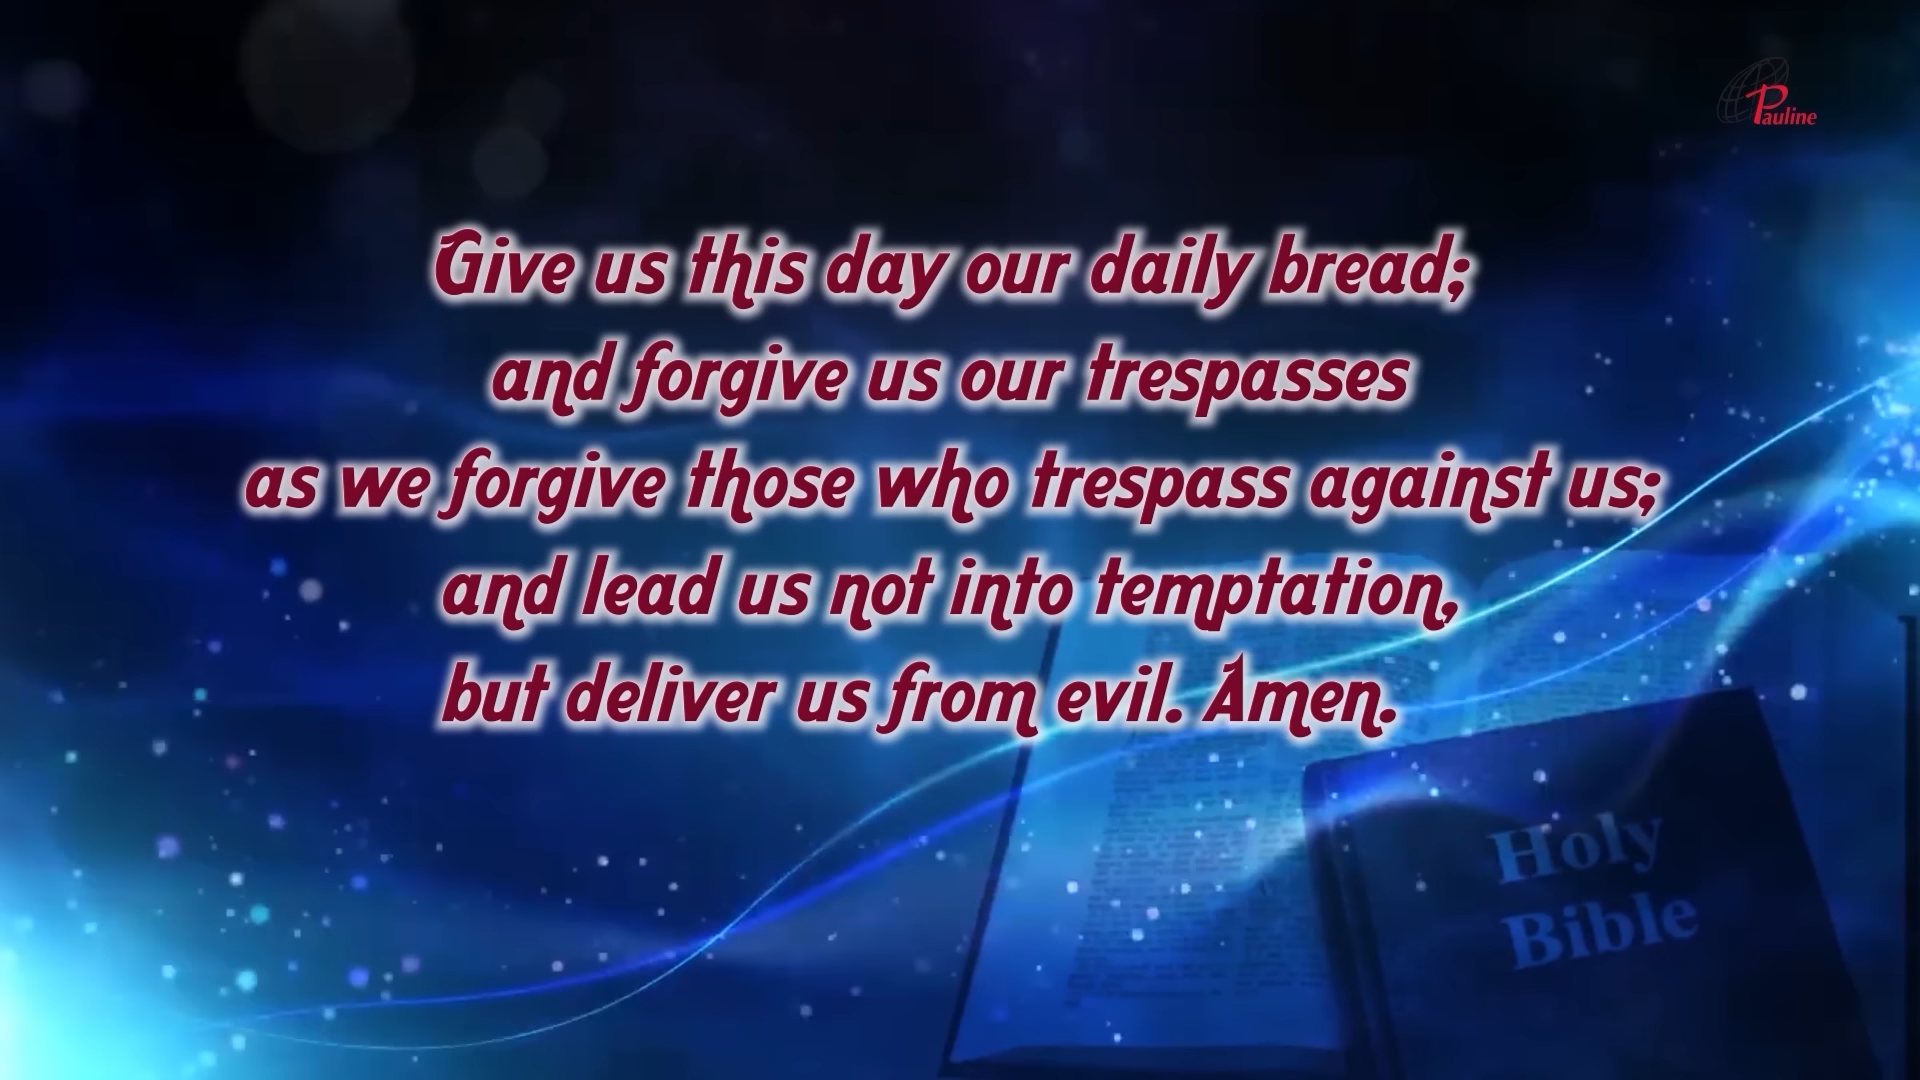 Pauline
Give us this day our daily bread;
and forgive us our trespasses
as we forgive those who trespass against us;
and lead us not into temptation,
but deliver us from evil. Amen.
Holy
Bible